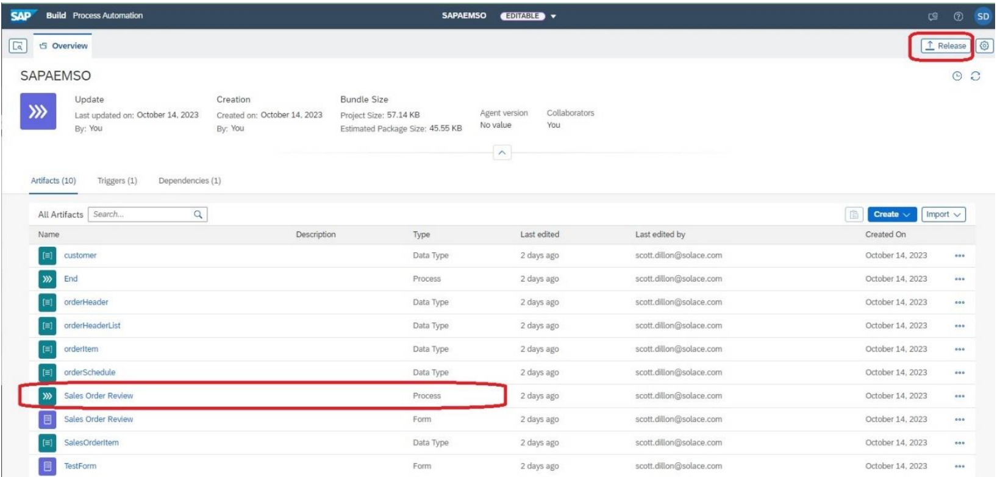 SAP Build Process Automation SAPAEMSO EDITABLE SD
Overview Release
SAPAEMSO
Update Creation Bundle Size
Last updated on: October 14, 2023 Created on: October 14, 2023 Project Size: 57.14 KB Agent version Collaborators
By: You By: You Estimated Package Size: 45.55 KB No value You
Artifacts (10) Triggers (1) Dependencies (1)
All Artifacts Search... Create Import
Name Description Type Last edited Last edited by Created On
customer Data Type 2 days ago scott.dillon@solace.com October 14, 2023
End Process 2 days ago scott.dillon@solace.com October 14, 2023
orderHeader Data Type 2 days ago scott.dillon@solace.com October 14, 2023
orderHeaderList Data Type 2 days ago scott.dillon@solace.com October 14, 2023
orderItem Data Type 2 days ago scott.dillon@solace.com October 14, 2023
orderSchedule Data Type 2 days ago scott.dillon@solace.com October 14, 2023
Sales Order Review Process 2 days ago scott.dillon@solace.com October 14, 2023
Sales Order Review Form 2 days ago scott.dillon@solace.com October 14, 2023
SalesOrderItem Data Type 2 days ago scott.dillon@solace.com October 14, 2023
TestForm Form 2 days ago scott.dillon@solace.com October 14, 2023